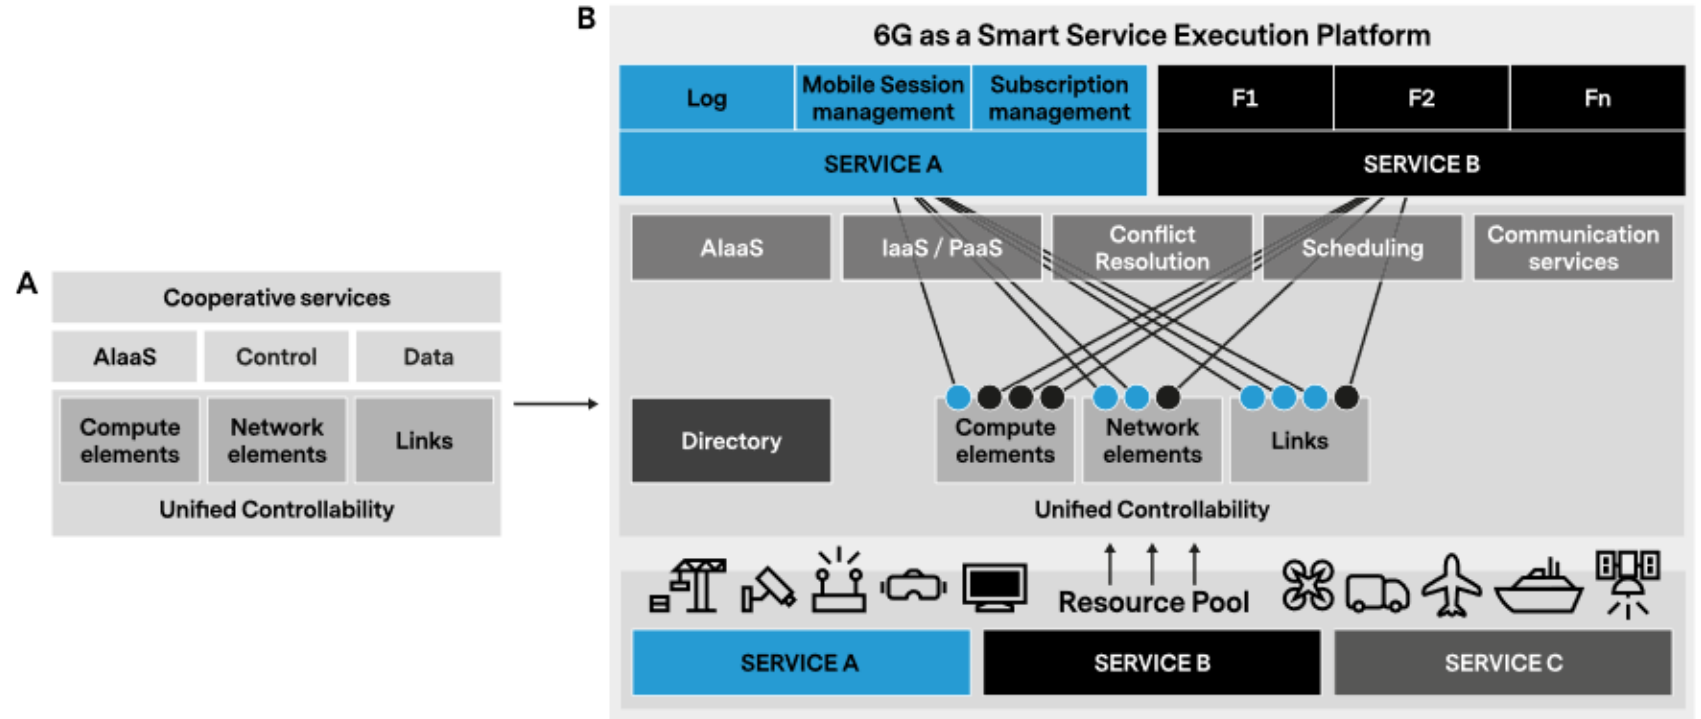 A
Cooperative services
AIaaS
Control
Data
Compute
elements
Network
elements
Links
Unified Controllability
B
6G as a Smart Service Execution Platform
Log
Mobile Session
management
Subscription
management
F1
F2
Fn
SERVICE A
SERVICE B
AIaaS
IaaS / PaaS
Conflict
Resolution
Scheduling
Communication
services
Directory
Compute
elements
Network
elements
Links
Unified Controllability
Resource Pool
SERVICE A
SERVICE B
SERVICE C